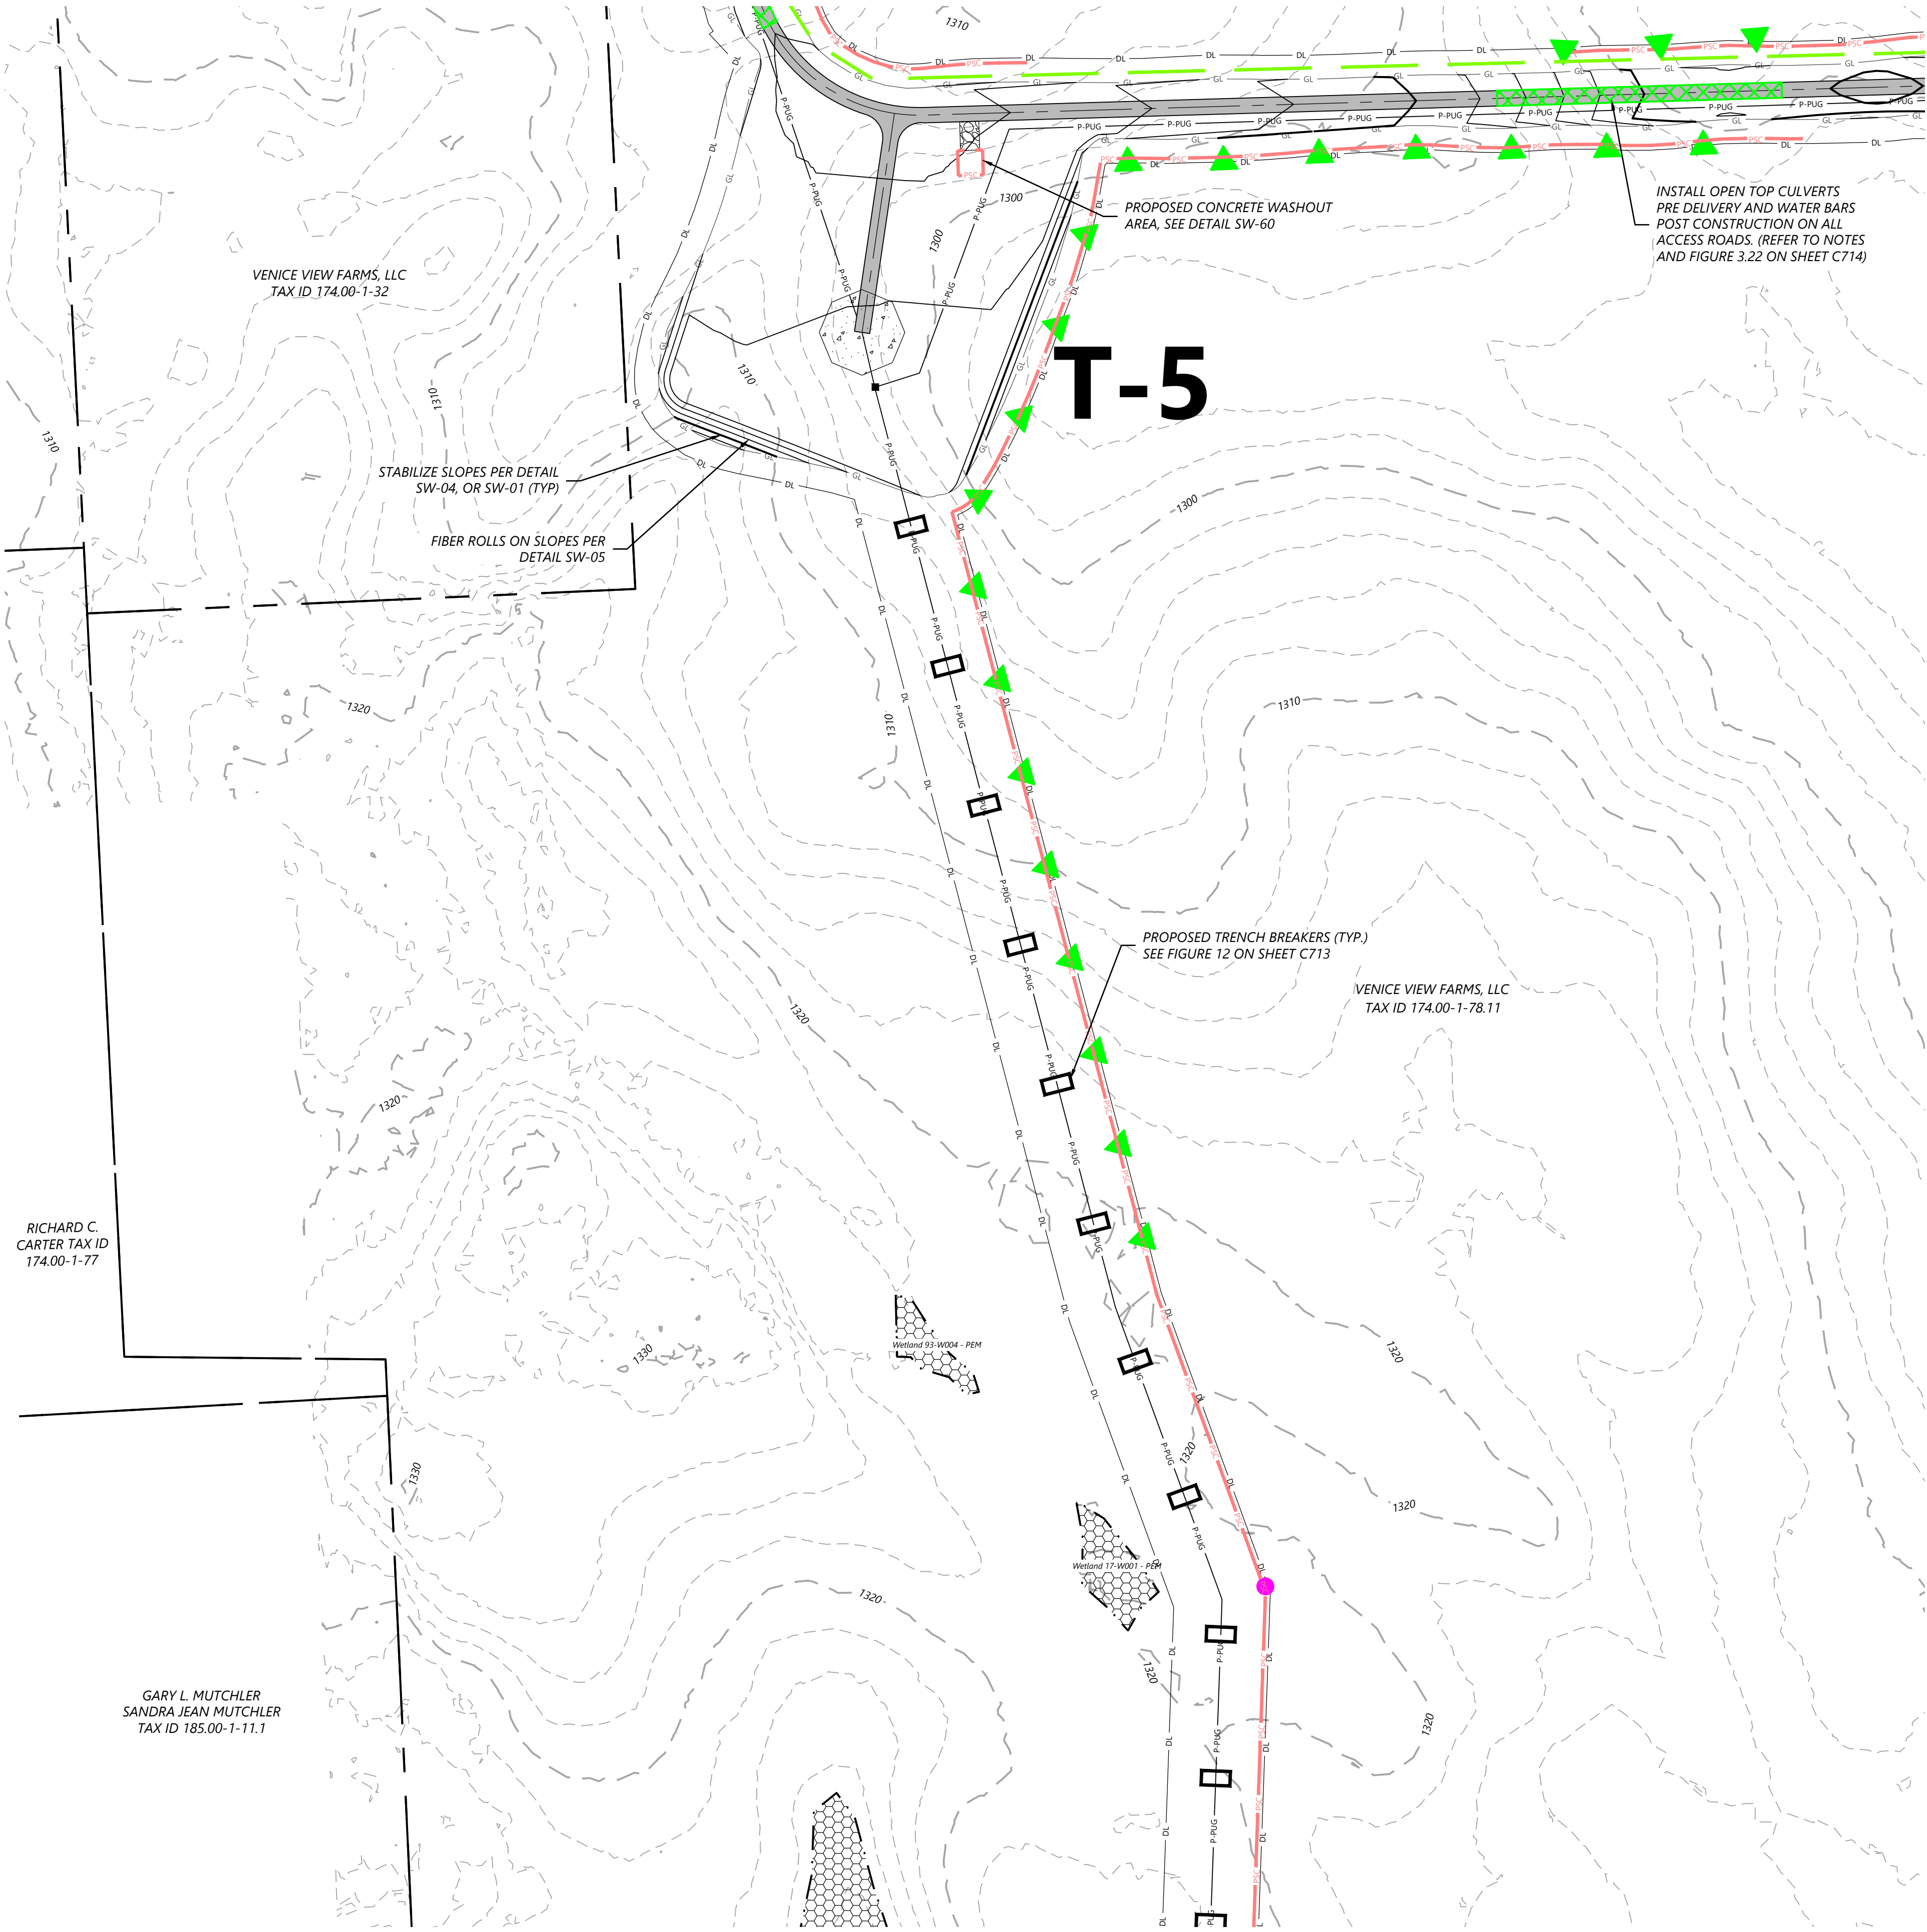 1310
PROPOSED CONCRETE WASHOUT
AREA, SEE DETAIL SW-60
INSTALL OPEN TOP CULVERTS
PRE DELIVERY AND WATER BARS
POST CONSTRUCTION ON ALL
ACCESS ROADS. (REFER TO NOTES
AND FIGURE 3.22 ON SHEET C714)
1300
1300
VENICE VIEW FARMS, LLC
TAX ID 174.00-1-32
T-5
1310
1310
1310
STABILIZE SLOPES PER DETAIL
SW-04, OR SW-01 (TYP)
FIBER ROLLS ON SLOPES PER
DETAIL SW-05
1300
1320
1310
1310
PROPOSED TRENCH BREAKERS (TYP.)
SEE FIGURE 12 ON SHEET C713
VENICE VIEW FARMS, LLC
TAX ID 174.00-1-78.11
1320
1320
RICHARD C.
CARTER TAX ID
174.00-1-77
Wetland 93-W004 - PEM
1330
1320
1330
1320
1320
Wetland 17-W001 - PEM
1320
1320
1320
GARY L. MUTCHLER
SANDRA JEAN MUTCHLER
TAX ID 185.00-1-11.1
DL
GL
PSC
P-PUG